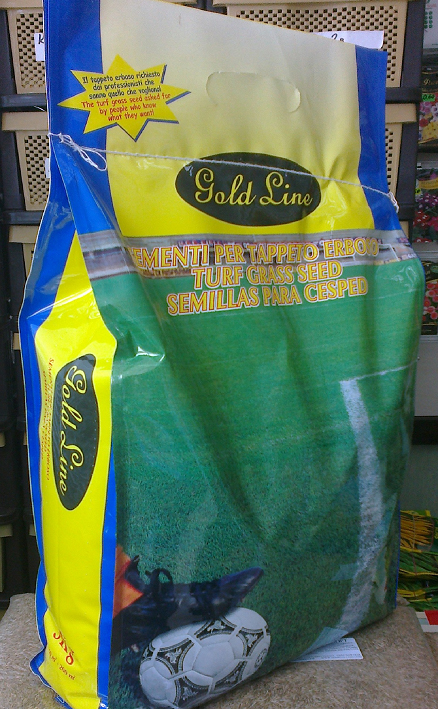 Il tappeto erboso richiesto
dai professionisti che
sanno quello che vogliono!
The turf grass seed asked for
by people who know
what they want!
Gold Line
SEMENTI PER TAPPETO ERBOSO
TURF GRASS SEED
SEMILLAS PARA CESPED
Gold Line